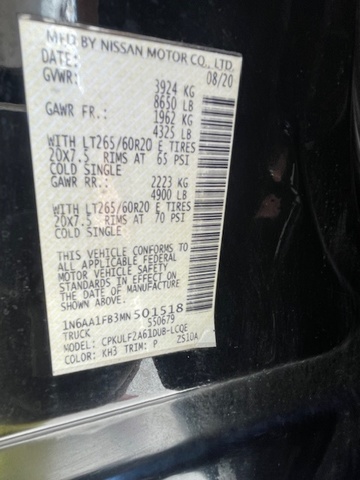 MFD BY NISSAN MOTOR CO., LTD.
DATE: 08/20
GVWR: 3924 KG
8650 LB
GAWR FR: 1962 KG
4325 LB
WITH LT265/60R20 E TIRES
20X7.5 RIMS AT 65 PSI
COLD SINGLE
GAWR RR: 2223 KG
4900 LB
WITH LT265/60R20 E TIRES
20X7.5 RIMS AT 70 PSI
COLD SINGLE
THIS VEHICLE CONFORMS TO
ALL APPLICABLE FEDERAL
MOTOR VEHICLE SAFETY
STANDARDS IN EFFECT ON
THE DATE OF MANUFACTURE
SHOWN ABOVE.
1N6AA1FB3MN501518
TRUCK 550679
MODEL: CPKULF2A61DUB-LCQE
COLOR: KH3 TRIM: P ZS10A